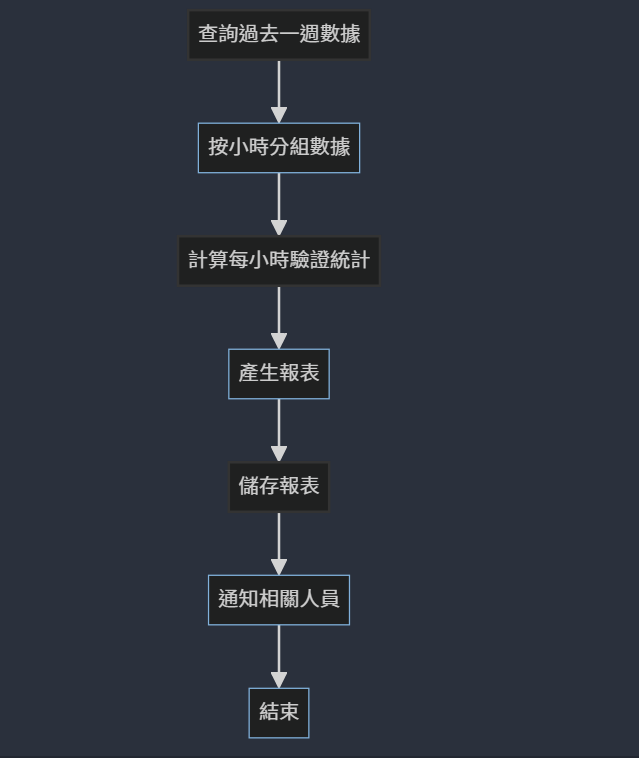 查詢過去一週數據
按小時分組數據
計算每小時驗證統計
產生報表
儲存報表
通知相關人員
結束